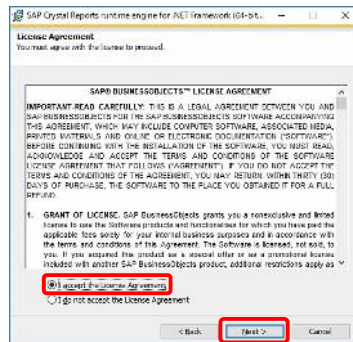 SAP Crystal Reports runtime engine for .NET Framework (64-bit...
License Agreement
You must agree with the license to proceed.
SAP® BUSINESSOBJECTS™ LICENSE AGREEMENT
IMPORTANT-READ CAREFULLY: THIS IS A LEGAL AGREEMENT BETWEEN YOU AND
SAP BUSINESSOBJECTS FOR THE SAP BUSINESSOBJECTS SOFTWARE ACCOMPANYING
THIS AGREEMENT, WHICH MAY INCLUDE COMPUTER SOFTWARE, ASSOCIATED MEDIA,
PRINTED MATERIALS AND ONLINE OR ELECTRONIC DOCUMENTATION ("SOFTWARE").
BEFORE CONTINUING WITH THE INSTALLATION OF THE SOFTWARE, YOU MUST READ,
ACKNOWLEDGE AND ACCEPT THE TERMS AND CONDITIONS OF THE SOFTWARE
LICENSE AGREEMENT THAT FOLLOWS ("AGREEMENT"). IF YOU DO NOT ACCEPT THE
TERMS AND CONDITIONS OF THE AGREEMENT, YOU MAY RETURN, WITHIN THIRTY (30)
DAYS OF PURCHASE, THE SOFTWARE TO THE PLACE YOU OBTAINED IT FOR A FULL
REFUND.
1. GRANT OF LICENSE. SAP BusinessObjects grants you a nonexclusive and limited
license to use the Software products and functionalities for which you have paid the
applicable fees solely for your internal business purposes and in accordance with
the terms and conditions of this Agreement. The Software is licensed, not sold, to
you. If you acquired this product as a special offer or as a promotional license
included with another SAP BusinessObjects product, additional restrictions apply as
I accept the License Agreement
I do not accept the License Agreement
< Back
Next >
Cancel